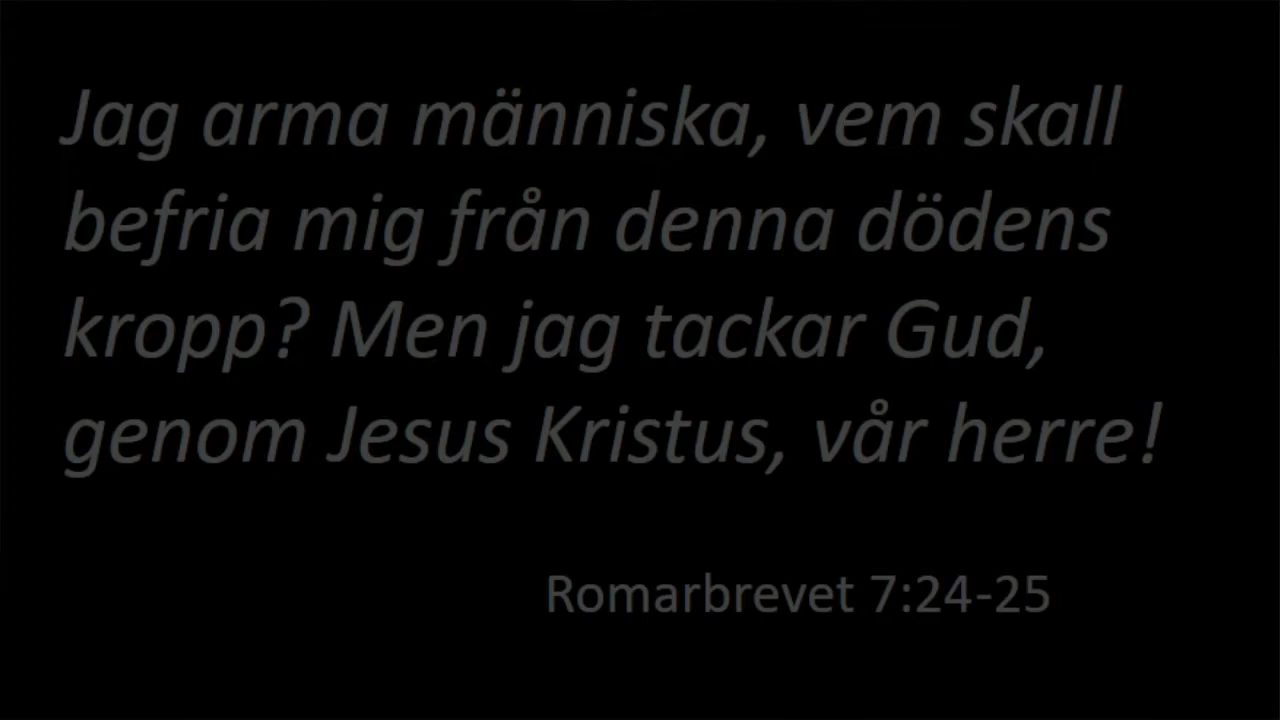 Jag arma människa, vem skall
befria mig från denna dödens
kropp? Men jag tackar Gud,
genom Jesus Kristus, vår herre!
Romarbrevet 7:24-25